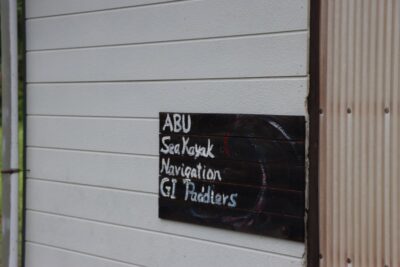 ABU
Sea Kayak
Navigation
GI Paddlers